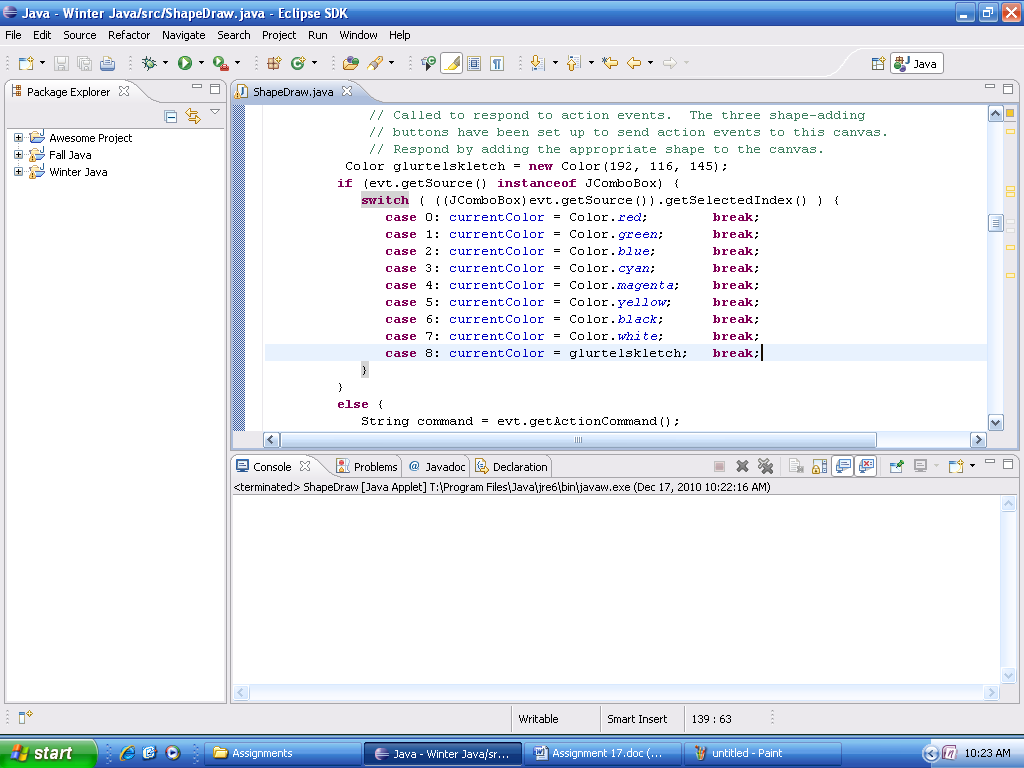 Java - Winter Java/src/ShapeDraw.java - Eclipse SDK
File Edit Source Refactor Navigate Search Project Run Window Help
Java
Package Explorer
Awesome Project
Fall Java
Winter Java
ShapeDraw.java
// Called to respond to action events.  The three shape-adding
// buttons have been set up to send action events to this canvas.
// Respond by adding the appropriate shape to the canvas.
Color glurtelskletch = new Color(192, 116, 145);
if (evt.getSource() instanceof JComboBox) {
switch ( ((JComboBox)evt.getSource()).getSelectedIndex() ) {
case 0: currentColor = Color.red; break;
case 1: currentColor = Color.green; break;
case 2: currentColor = Color.blue; break;
case 3: currentColor = Color.cyan; break;
case 4: currentColor = Color.magenta; break;
case 5: currentColor = Color.yellow; break;
case 6: currentColor = Color.black; break;
case 7: currentColor = Color.white; break;
case 8: currentColor = glurtelskletch; break;
}
}
else {
String command = evt.getActionCommand();
Console Problems @ Javadoc Declaration
<terminated> ShapeDraw [Java Applet] T:\Program Files\Java\jre6\bin\javaw.exe (Dec 17, 2010 10:22:16 AM)
Writable Smart Insert 139 : 63
start Assignments Java - Winter Java/sr... Assignment 17.doc (... untitled - Paint 10:23 AM